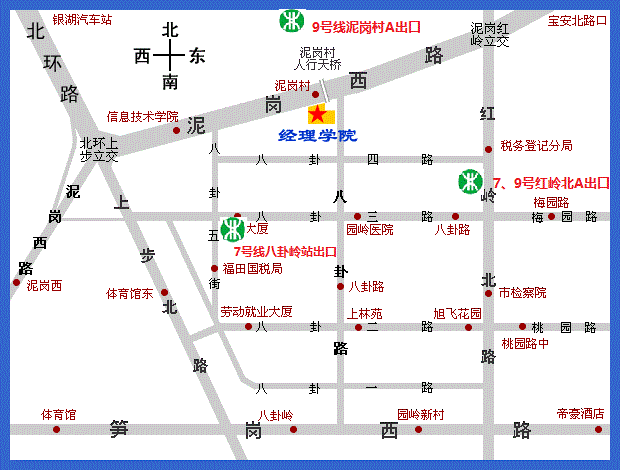 银湖汽车站
北
9号线泥岗村A出口
泥岗红
岭立交
宝安北路口
西 东
南
泥岗村
人行天桥
北环路
泥岗西路
泥岗村
信息技术学院
经理学院
北环上
步立交
红岭北路
税务登记分局
八卦四路
7、9号红岭北A出口
泥岗西路
上步北路
八卦五街
八卦路
梅园路
大厦
八卦三路
梅园路
园岭医院
八卦路
7号线八卦岭站出口
福田国税局
泥岗西
体育馆东
八卦路
市检察院
劳动就业大厦
上林苑
旭飞花园
八卦二路
桃园路
桃园路中
八卦一路
体育馆
八卦岭
园岭新村
帝豪酒店
笋岗西路